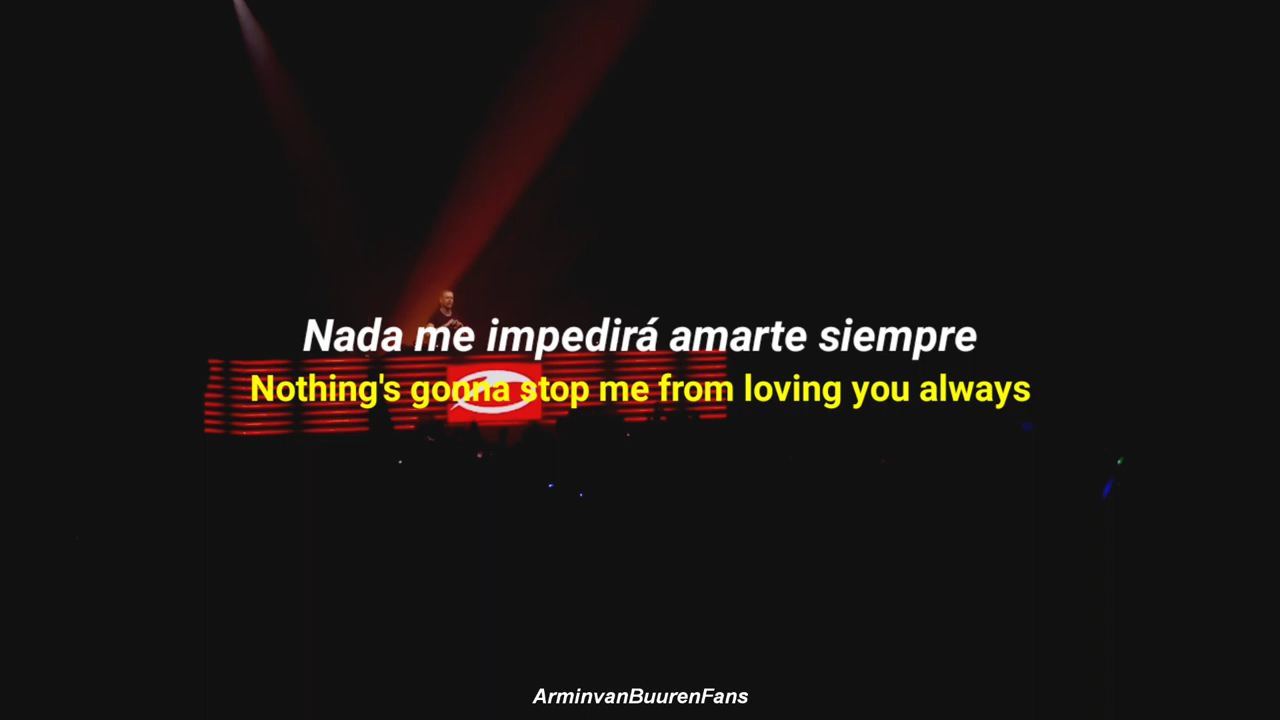 Nada me impedirá amarte siempre
Nothing's gonna stop me from loving you always
ArminvanBuurenFans